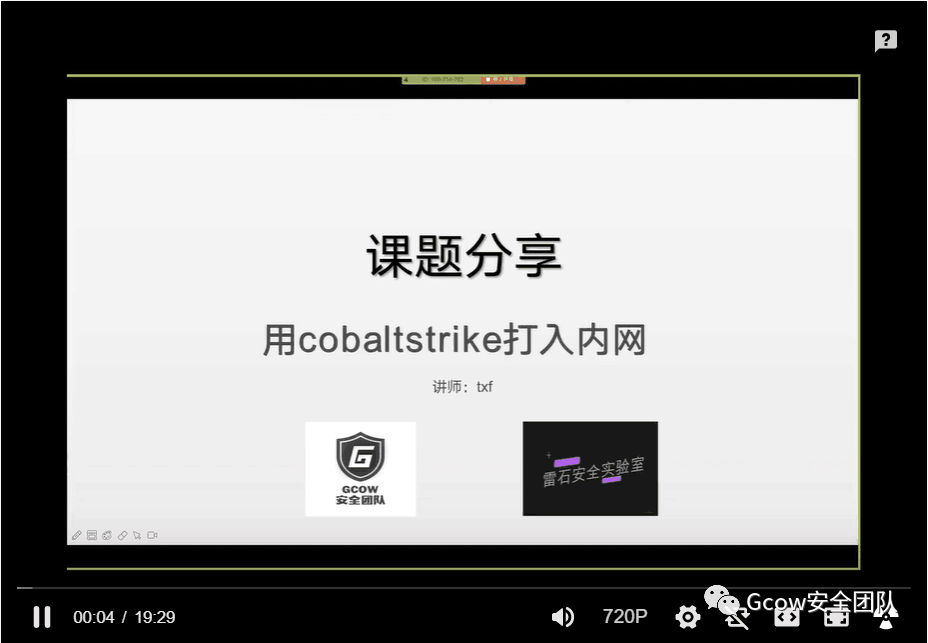 ?
课题分享
用cobaltstrike打入内网
讲师：txf
G
GCOW
安全团队
雷石安全实验室
00:04 / 19:29
720P
Gcow安全团队